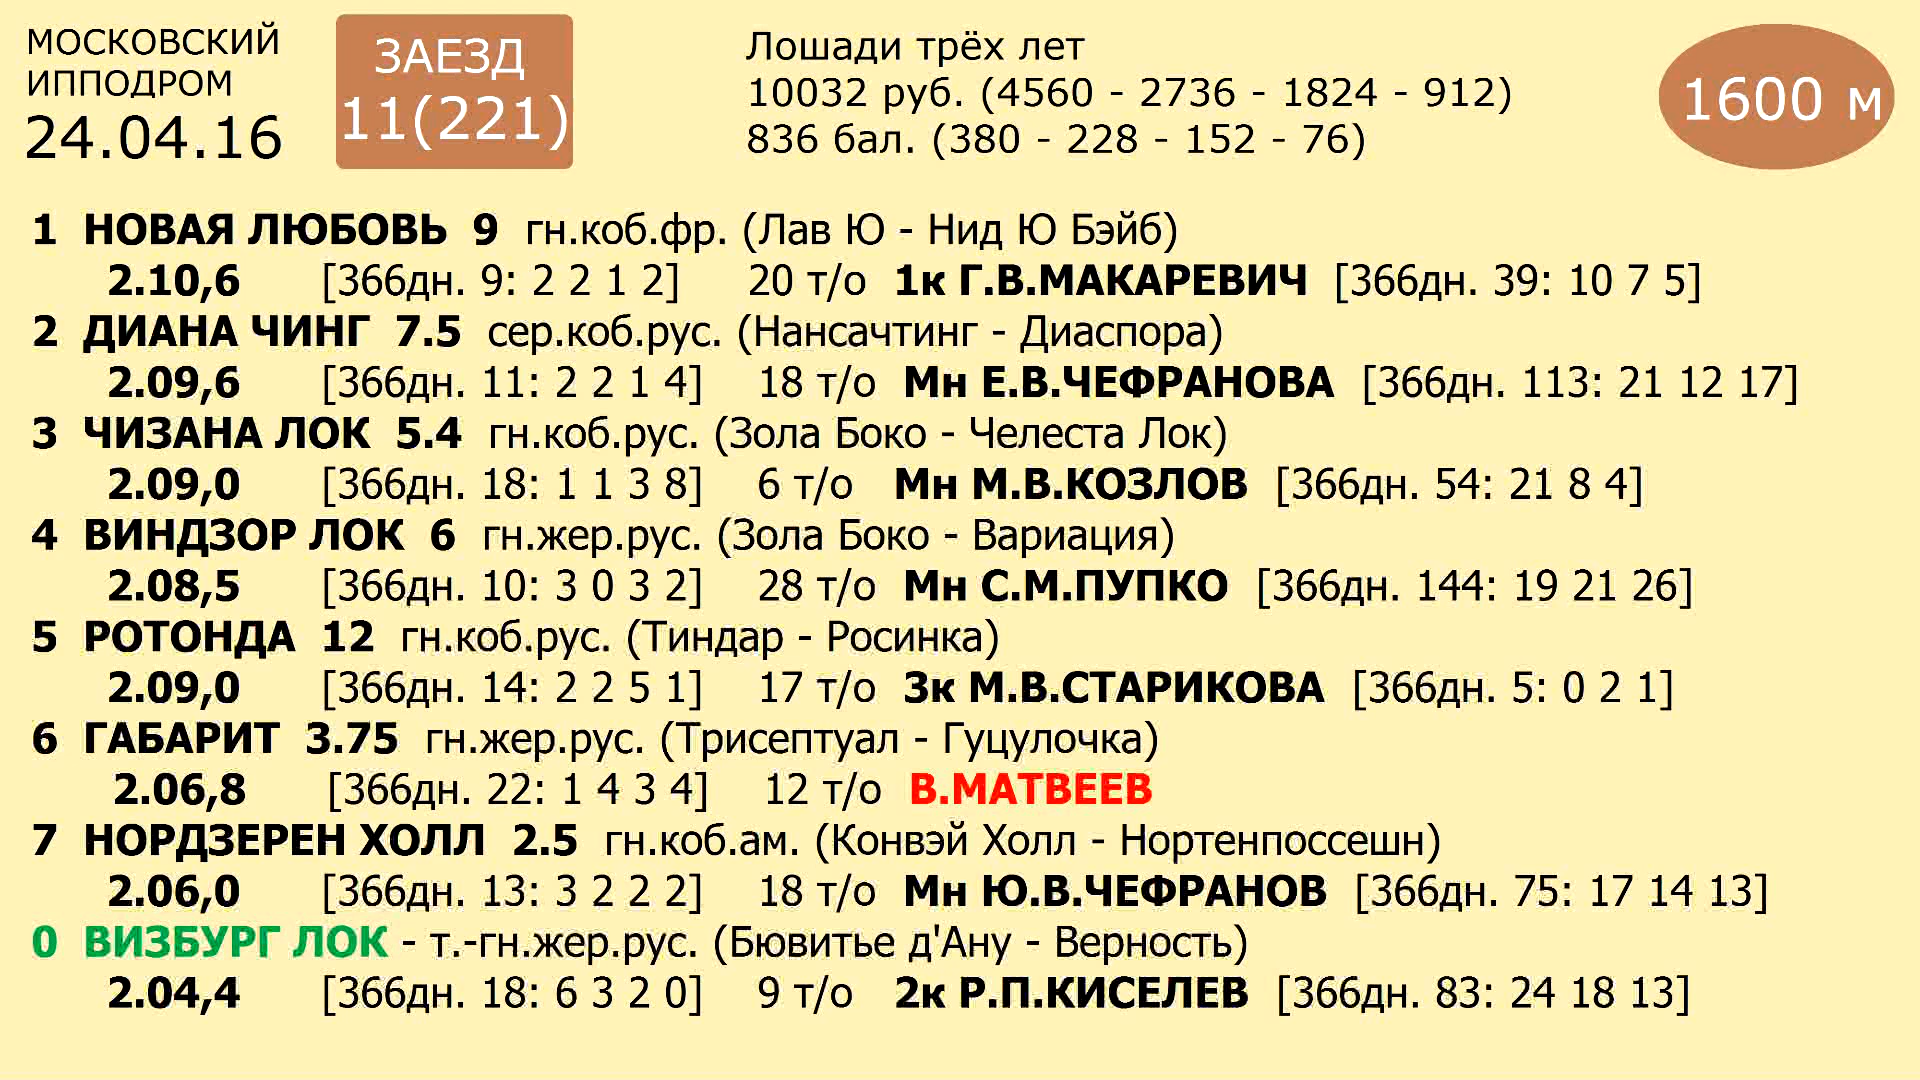 МОСКОВСКИЙ
ИППОДРОМ
24.04.16
ЗАЕЗД
11(221)
Лошади трёх лет
10032 руб. (4560 - 2736 - 1824 - 912)
836 бал. (380 - 228 - 152 - 76)
1600 м
1 НОВАЯ ЛЮБОВЬ 9 гн.коб.фр. (Лав Ю - Нид Ю Бэйб)
2.10,6 [366дн. 9: 2 2 1 2] 20 т/о 1к Г.В.МАКАРЕВИЧ [366дн. 39: 10 7 5]
2 ДИАНА ЧИНГ 7.5 сер.коб.рус. (Нансачтинг - Диаспора)
2.09,6 [366дн. 11: 2 2 1 4] 18 т/о Мн Е.В.ЧЕФРАНОВА [366дн. 113: 21 12 17]
3 ЧИЗАНА ЛОК 5.4 гн.коб.рус. (Зола Боко - Челеста Лок)
2.09,0 [366дн. 18: 1 1 3 8] 6 т/о Мн М.В.КОЗЛОВ [366дн. 54: 21 8 4]
4 ВИНДЗОР ЛОК 6 гн.жер.рус. (Зола Боко - Вариация)
2.08,5 [366дн. 10: 3 0 3 2] 28 т/о Мн С.М.ПУПКО [366дн. 144: 19 21 26]
5 РОТОНДА 12 гн.коб.рус. (Тиндар - Росинка)
2.09,0 [366дн. 14: 2 2 5 1] 17 т/о 3к М.В.СТАРИКОВА [366дн. 5: 0 2 1]
6 ГАБАРИТ 3.75 гн.жер.рус. (Трисептуал - Гуцулочка)
2.06,8 [366дн. 22: 1 4 3 4] 12 т/о В.МАТВЕЕВ
7 НОРДЗЕРЕН ХОЛЛ 2.5 гн.коб.ам. (Конвэй Холл - Нортенпоссешн)
2.06,0 [366дн. 13: 3 2 2 2] 18 т/о Мн Ю.В.ЧЕФРАНОВ [366дн. 75: 17 14 13]
0 ВИЗБУРГ ЛОК - т.-гн.жер.рус. (Бювитье д'Ану - Верность)
2.04,4 [366дн. 18: 6 3 2 0] 9 т/о 2к Р.П.КИСЕЛЕВ [366дн. 83: 24 18 13]